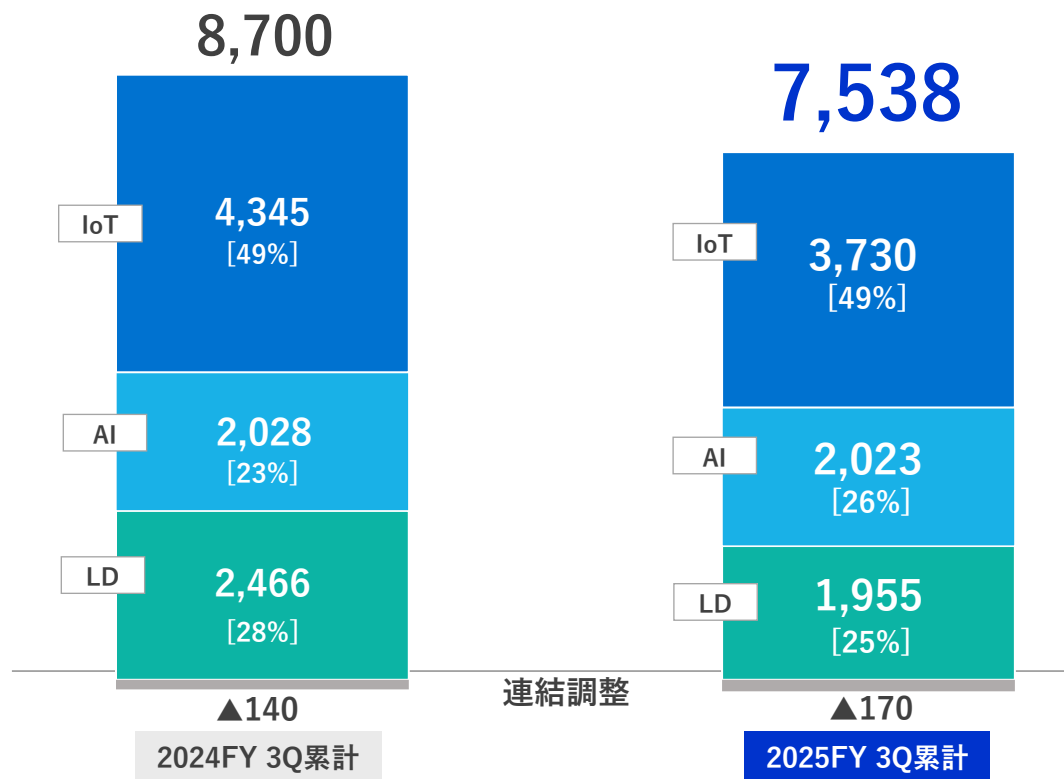 8,700
IoT
4,345
[49%]
AI
2,028
[23%]
LD
2,466
[28%]
▲140
2024FY 3Q累計
連結調整
7,538
IoT
3,730
[49%]
AI
2,023
[26%]
LD
1,955
[25%]
▲170
2025FY 3Q累計